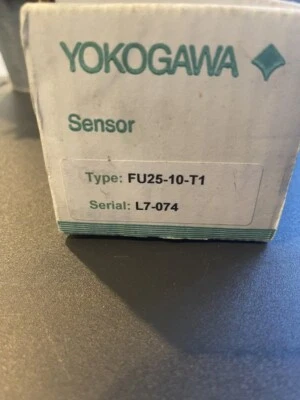 YOKOGAWA
Sensor
Type: FU25-10-T1
Serial: L7-074